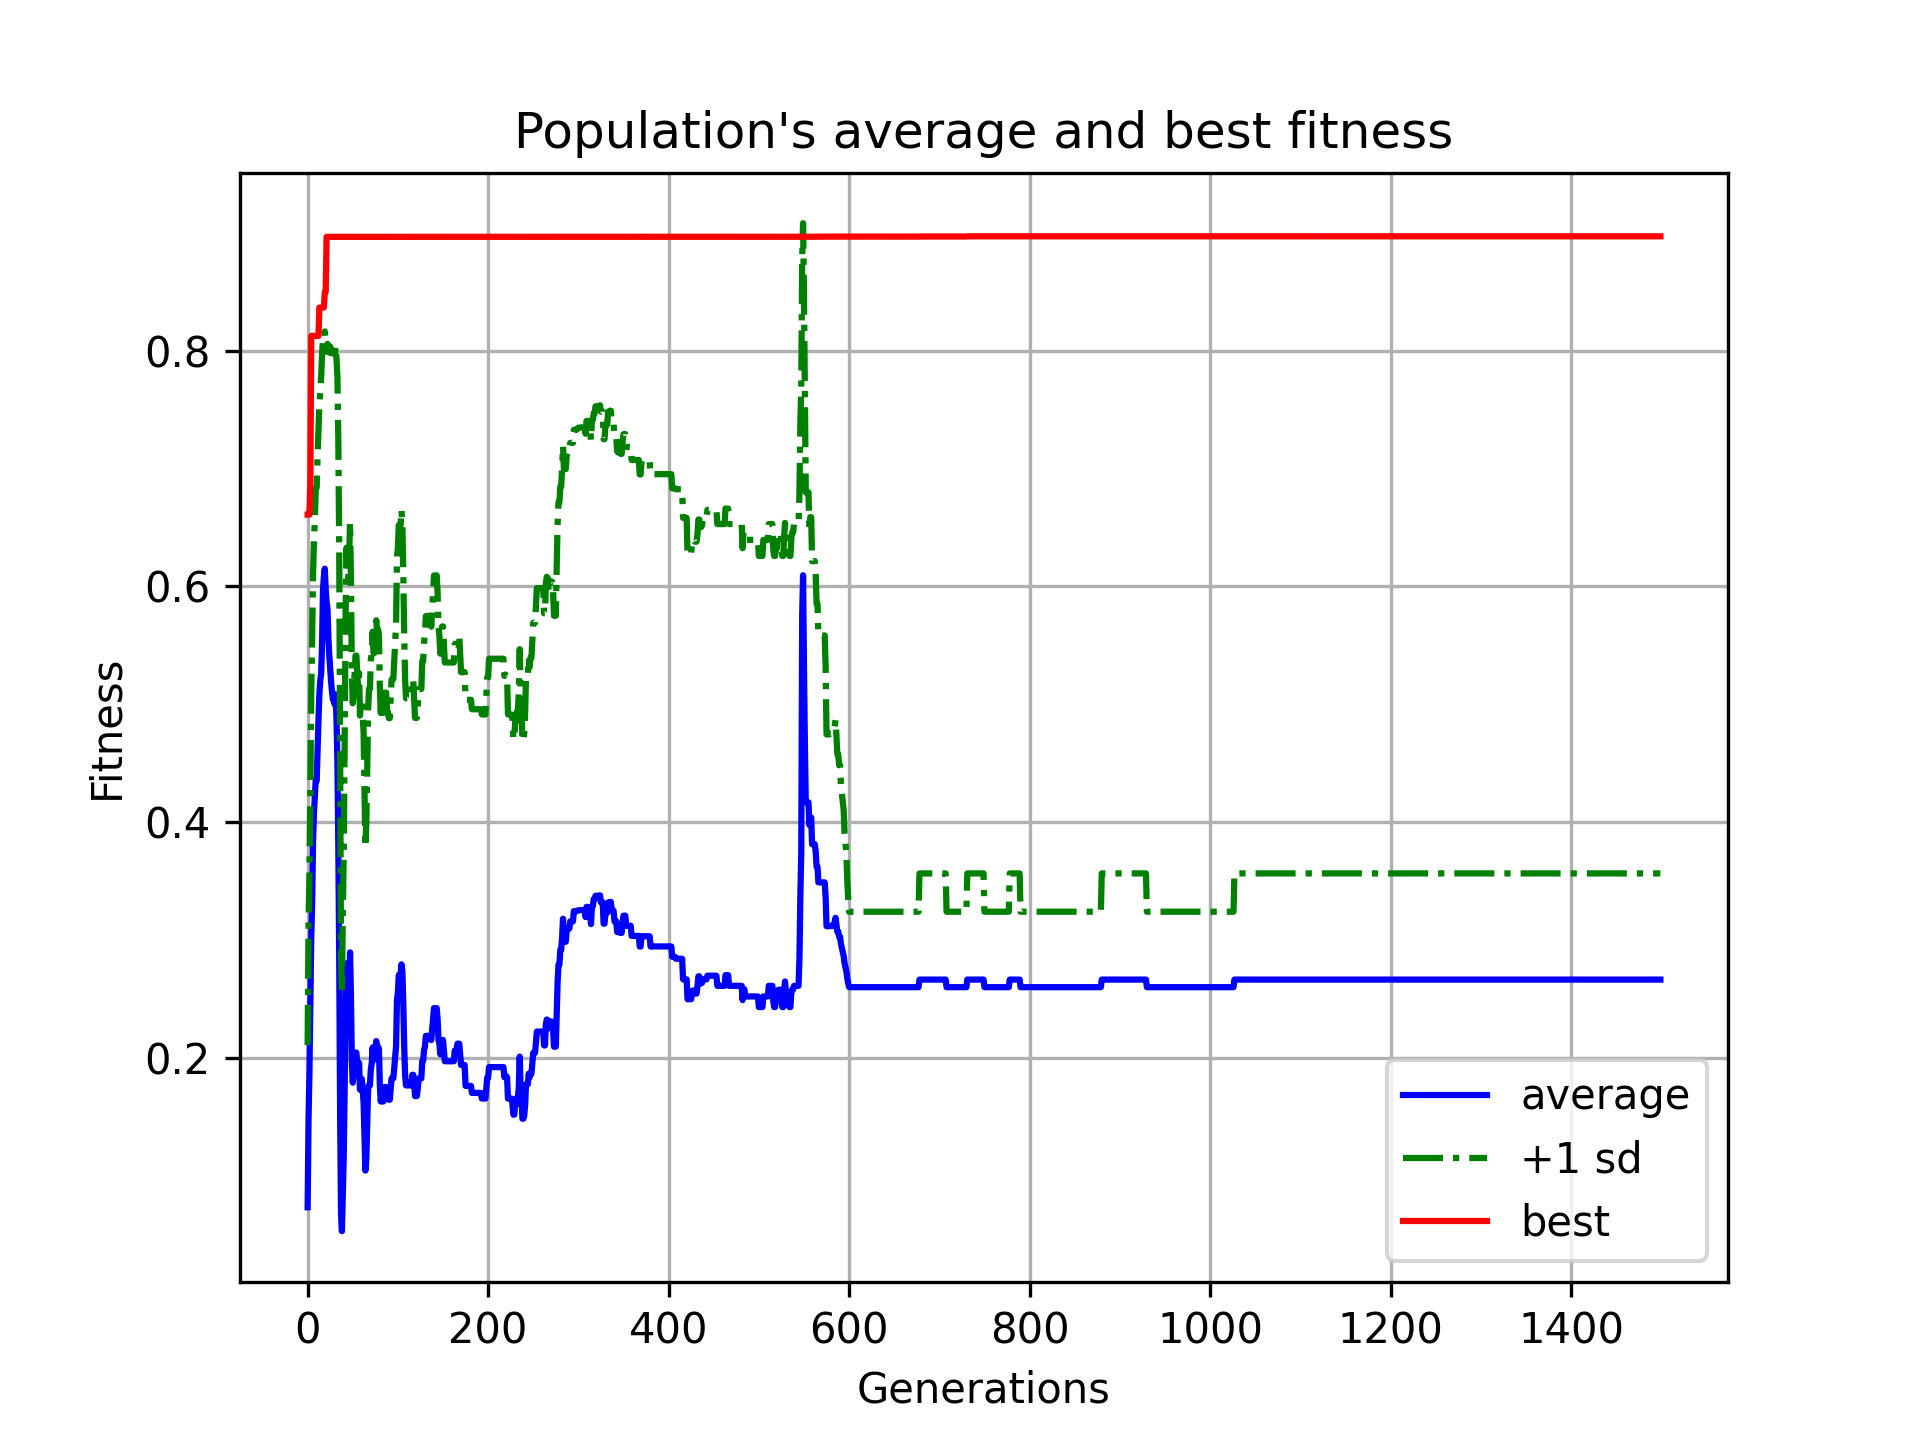 Population's average and best fitness
Fitness
0.8
0.6
0.4
0.2
0 200 400 600 800 1000 1200 1400
Generations
average
+1 sd
best